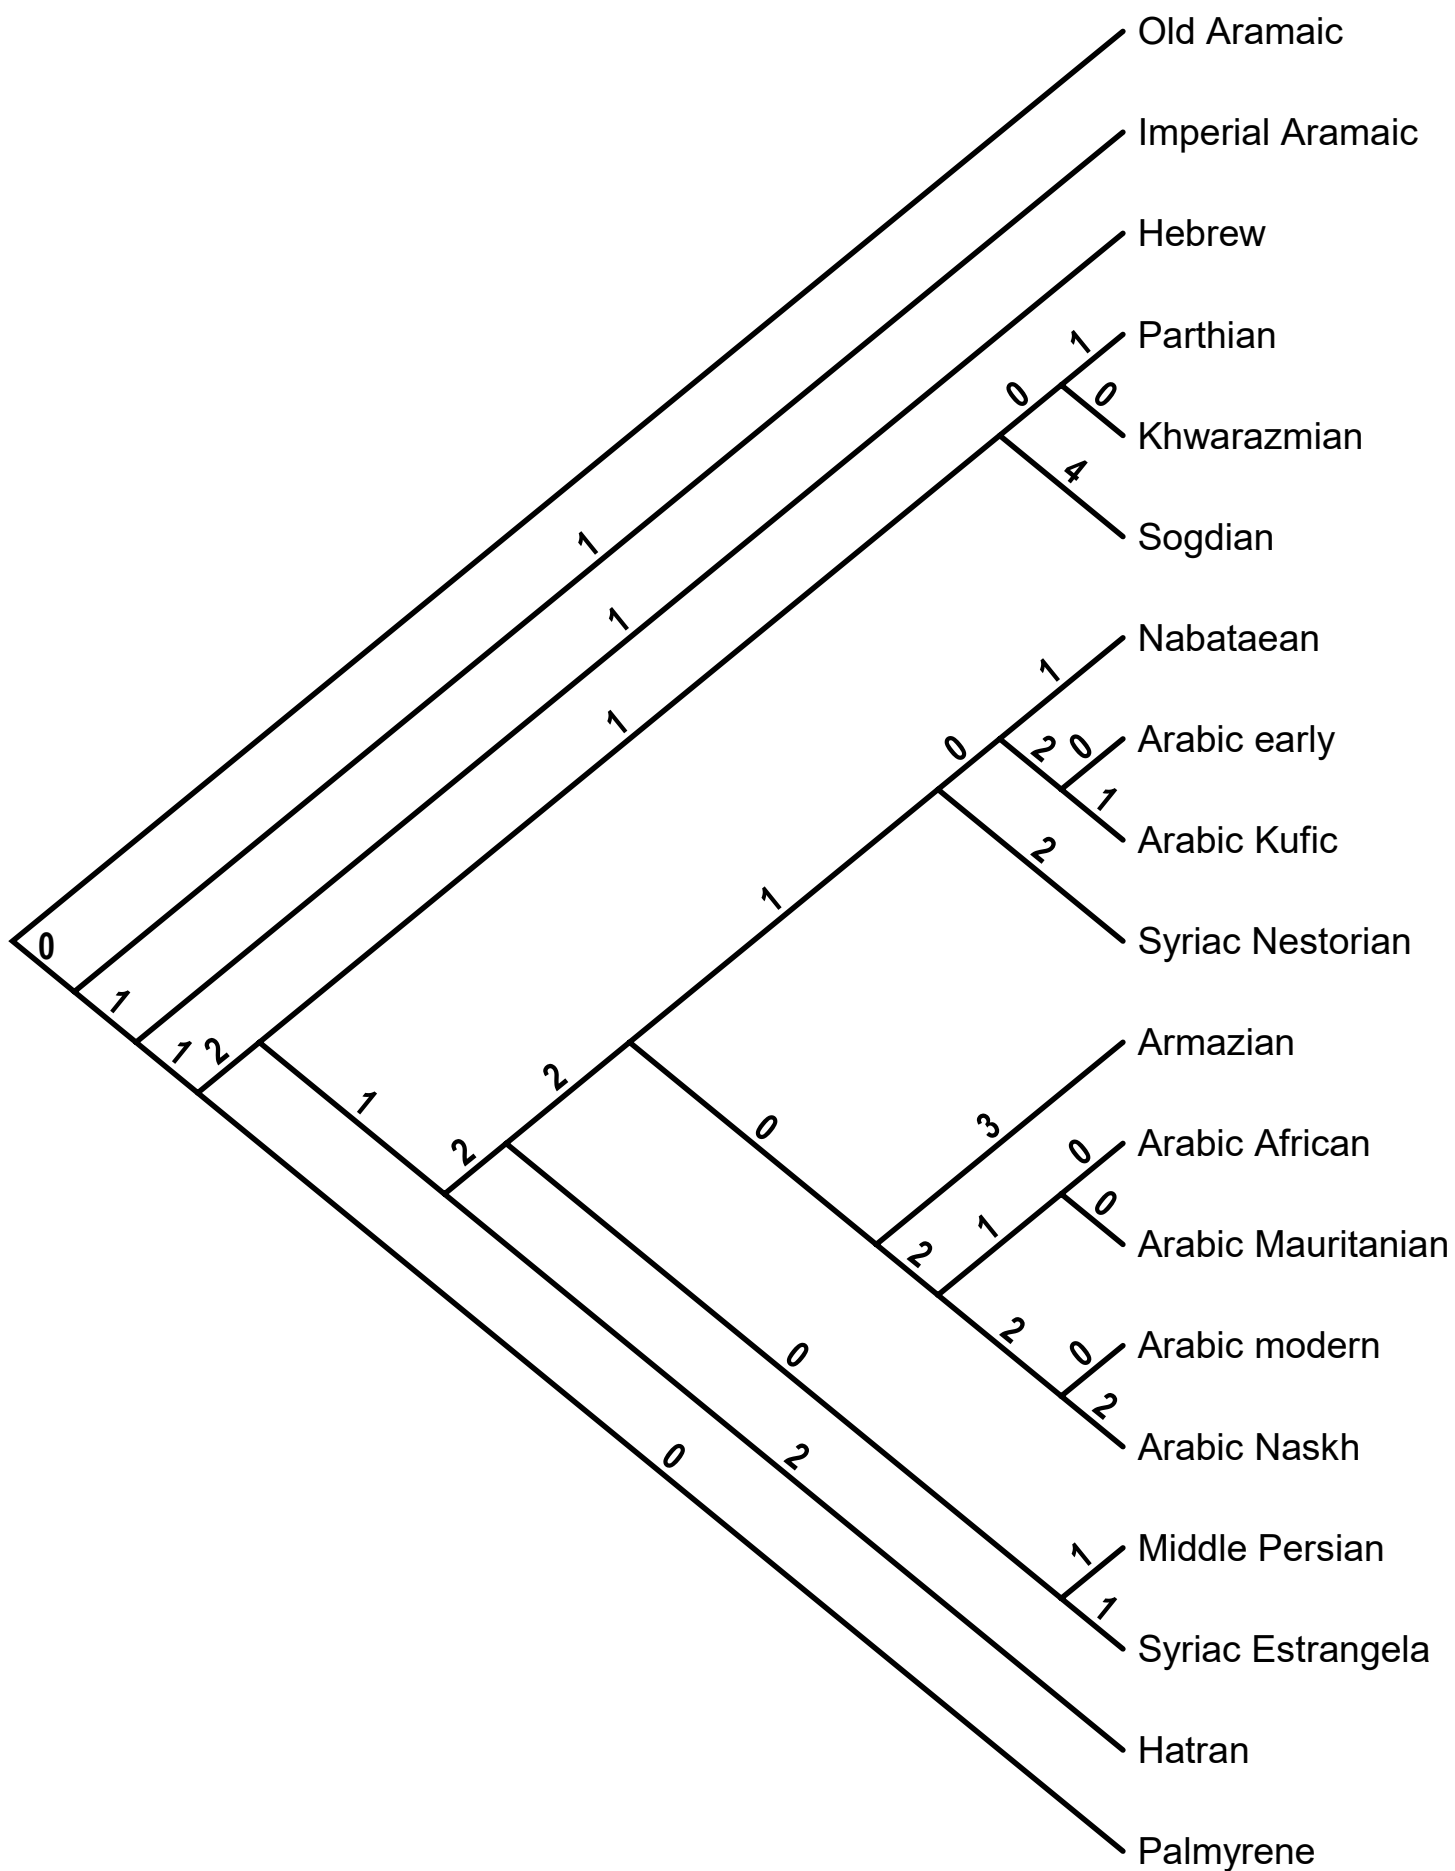 Old Aramaic
Imperial Aramaic
Hebrew
1
Parthian
0
0
Khwarazmian
4
Sogdian
1
1
Nabataean
1
1
0
2
0
Arabic early
1
Arabic Kufic
2
1
0
Syriac Nestorian
1
1
2
2
Armazian
1
3
0
0
Arabic African
2
0
1
Arabic Mauritanian
2
2
0
Arabic modern
0
2
Arabic Naskh
0
2
1
Middle Persian
1
Syriac Estrangela
Hatran
Palmyrene